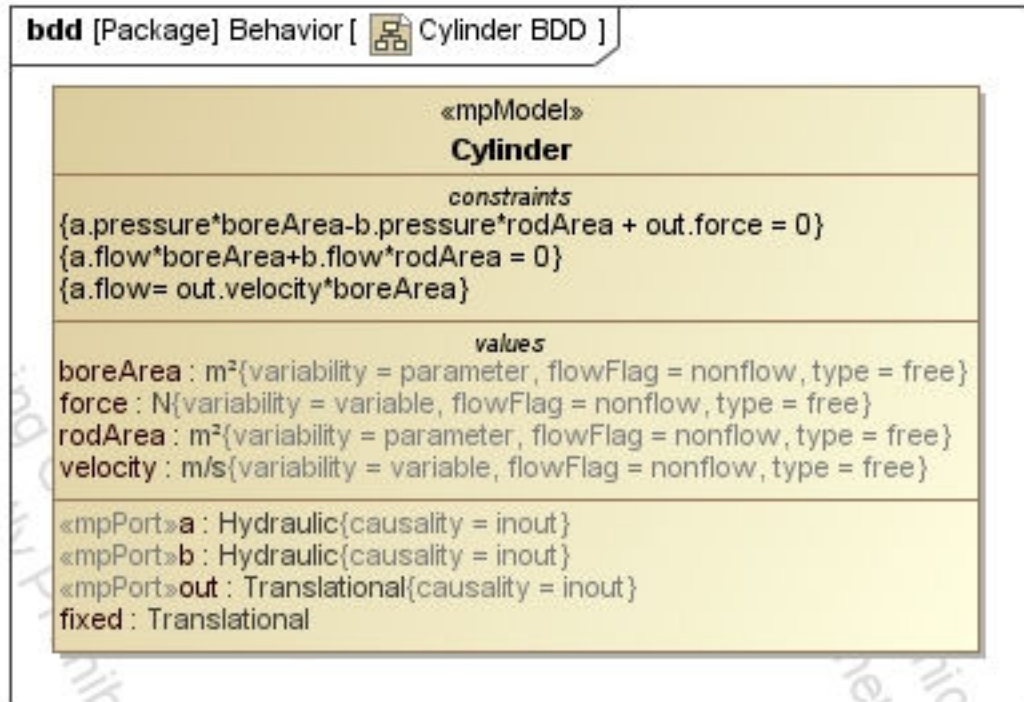 bdd [Package] Behavior [ Cylinder BDD ]
«mpModel»
Cylinder
constraints
{a.pressure*boreArea-b.pressure*rodArea + out.force = 0}
{a.flow*boreArea+b.flow*rodArea = 0}
{a.flow= out.velocity*boreArea}
values
boreArea : m²{variability = parameter, flowFlag = nonflow, type = free}
force : N{variability = variable, flowFlag = nonflow, type = free}
rodArea : m²{variability = parameter, flowFlag = nonflow, type = free}
velocity : m/s{variability = variable, flowFlag = nonflow, type = free}
«mpPort»a : Hydraulic{causality = inout}
«mpPort»b : Hydraulic{causality = inout}
«mpPort»out : Translational{causality = inout}
fixed : Translational